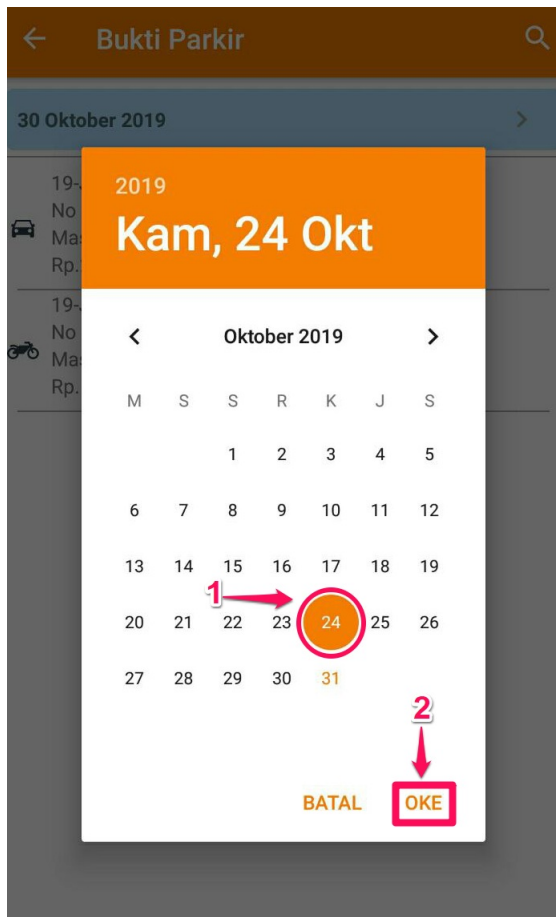 Bukti Parkir
30 Oktober 2019
19-
No
Mas
Rp.
19-
No
Mas
Rp.
2019
Kam, 24 Okt
Oktober 2019
M S S R K J S
1 2 3 4 5
6 7 8 9 10 11 12
13 14 15 16 17 18 19
1
20 21 22 23 24 25 26
27 28 29 30 31
2
BATAL OKE